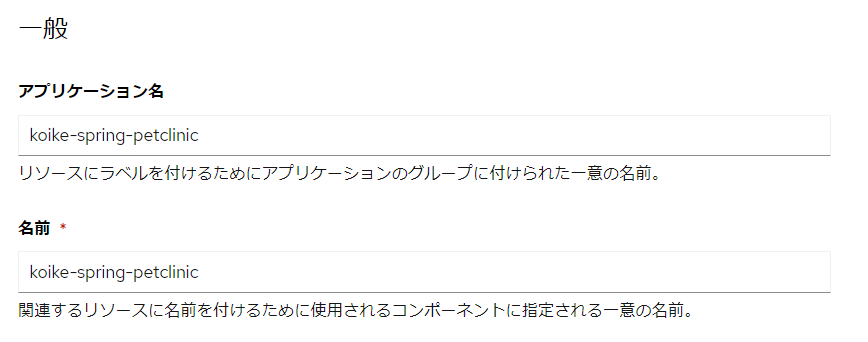 一般
アプリケーション名
koike-spring-petclinic
リソースにラベルを付けるためにアプリケーションのグループに付けられた一意の名前。
名前 *
koike-spring-petclinic
関連するリソースに名前を付けるために使用されるコンポーネントに指定される一意の名前。